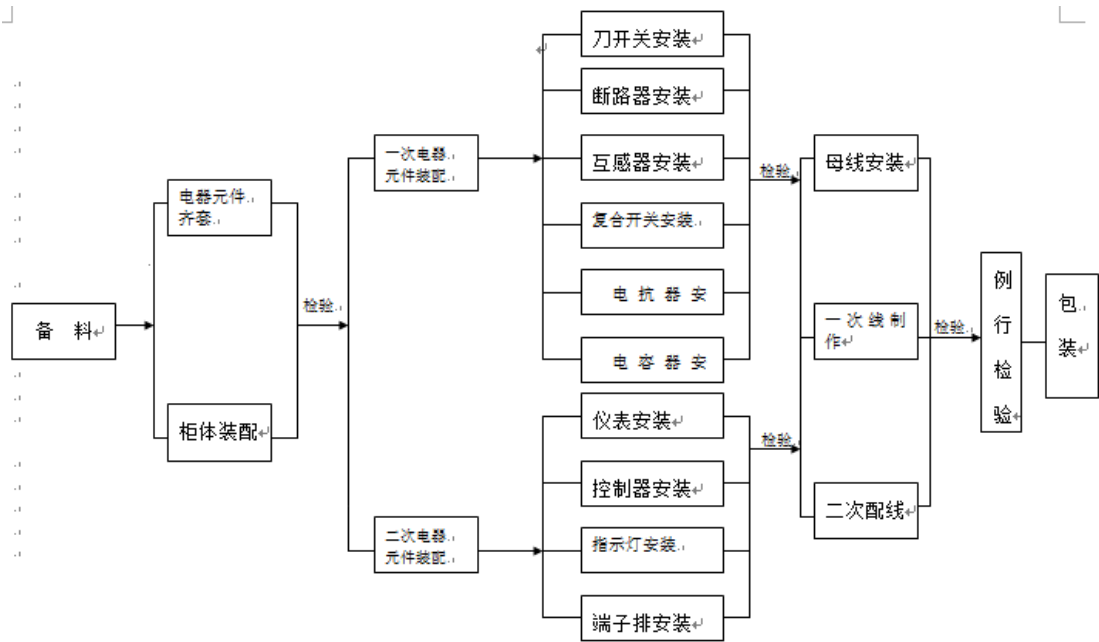 备 料
电器元件
齐套
柜体装配
检验
一次电器
元件装配
二次电器
元件装配
刀开关安装
断路器安装
互感器安装
复合开关安装
电 抗 器 安
电 容 器 安
仪表安装
控制器安装
指示灯安装
端子排安装
检验
检验
母线安装
一 次 线 制
作
二次配线
检验
例
行
检
验
包
装